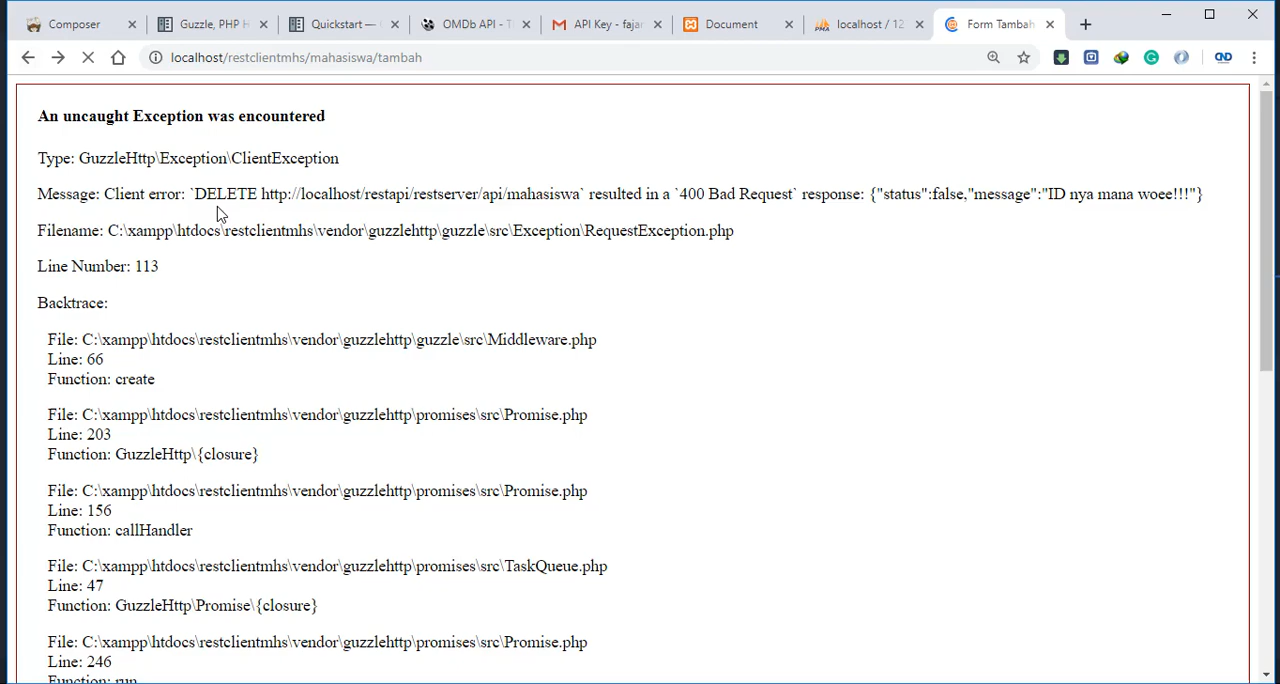 Composer
Guzzle, PHP H
Quickstart —
OMDb API - T
API Key - fajar
Document
localhost / 12
Form Tambah
localhost/restclientmhs/mahasiswa/tambah
An uncaught Exception was encountered
Type: GuzzleHttp\Exception\ClientException
Message: Client error: `DELETE http://localhost/restapi/restserver/api/mahasiswa` resulted in a `400 Bad Request` response: {"status":false,"message":"ID nya mana woee!!!"}
Filename: C:\xampp\htdocs\restclientmhs\vendor\guzzlehttp\guzzle\src\Exception\RequestException.php
Line Number: 113
Backtrace:
File: C:\xampp\htdocs\restclientmhs\vendor\guzzlehttp\guzzle\src\Middleware.php
Line: 66
Function: create
File: C:\xampp\htdocs\restclientmhs\vendor\guzzlehttp\promises\src\Promise.php
Line: 203
Function: GuzzleHttp\{closure}
File: C:\xampp\htdocs\restclientmhs\vendor\guzzlehttp\promises\src\Promise.php
Line: 156
Function: callHandler
File: C:\xampp\htdocs\restclientmhs\vendor\guzzlehttp\promises\src\TaskQueue.php
Line: 47
Function: GuzzleHttp\Promise\{closure}
File: C:\xampp\htdocs\restclientmhs\vendor\guzzlehttp\promises\src\Promise.php
Line: 246
Function: run